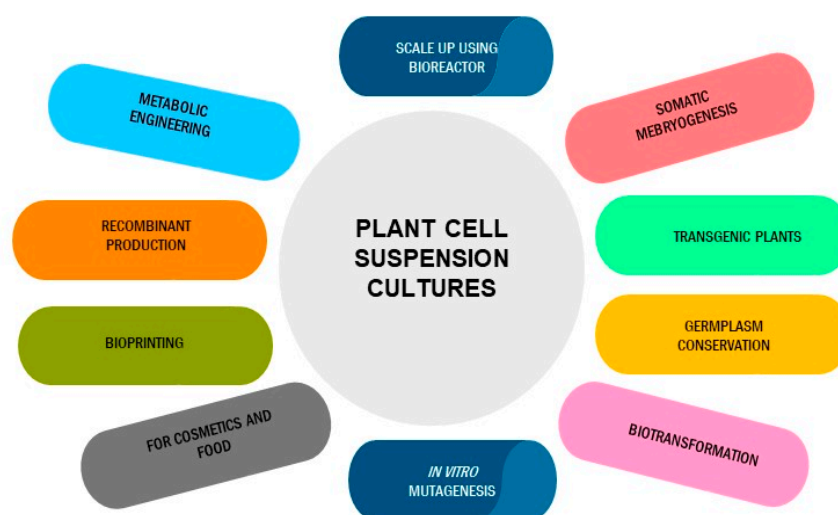 SCALE UP USING
BIOREACTOR
METABOLIC
ENGINEERING
SOMATIC
MEBRYOGENESIS
RECOMBINANT
PRODUCTION
PLANT CELL
SUSPENSION
CULTURES
TRANSGENIC PLANTS
BIOPRINTING
GERMPLASM
CONSERVATION
FOR COSMETICS AND
FOOD
BIOTRANSFORMATION
IN VITRO
MUTAGENESIS